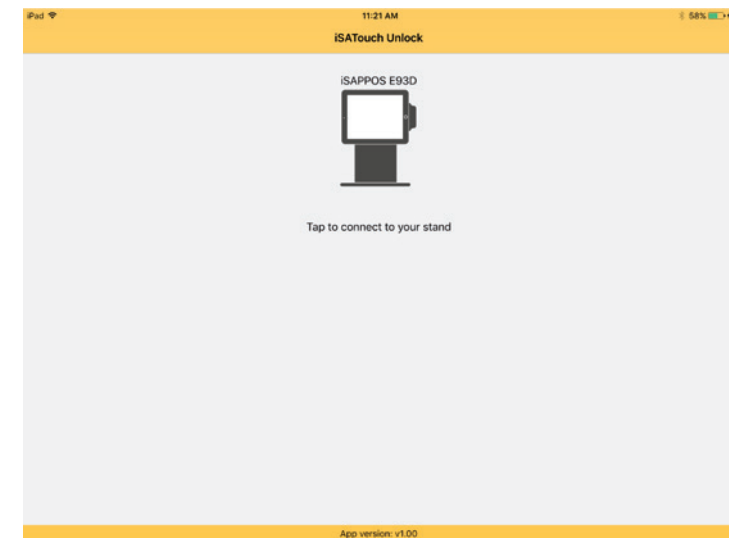 iPad
11:21 AM
58%
iSATouch Unlock
iSAPPOS E93D
Tap to connect to your stand
App version: v1.00